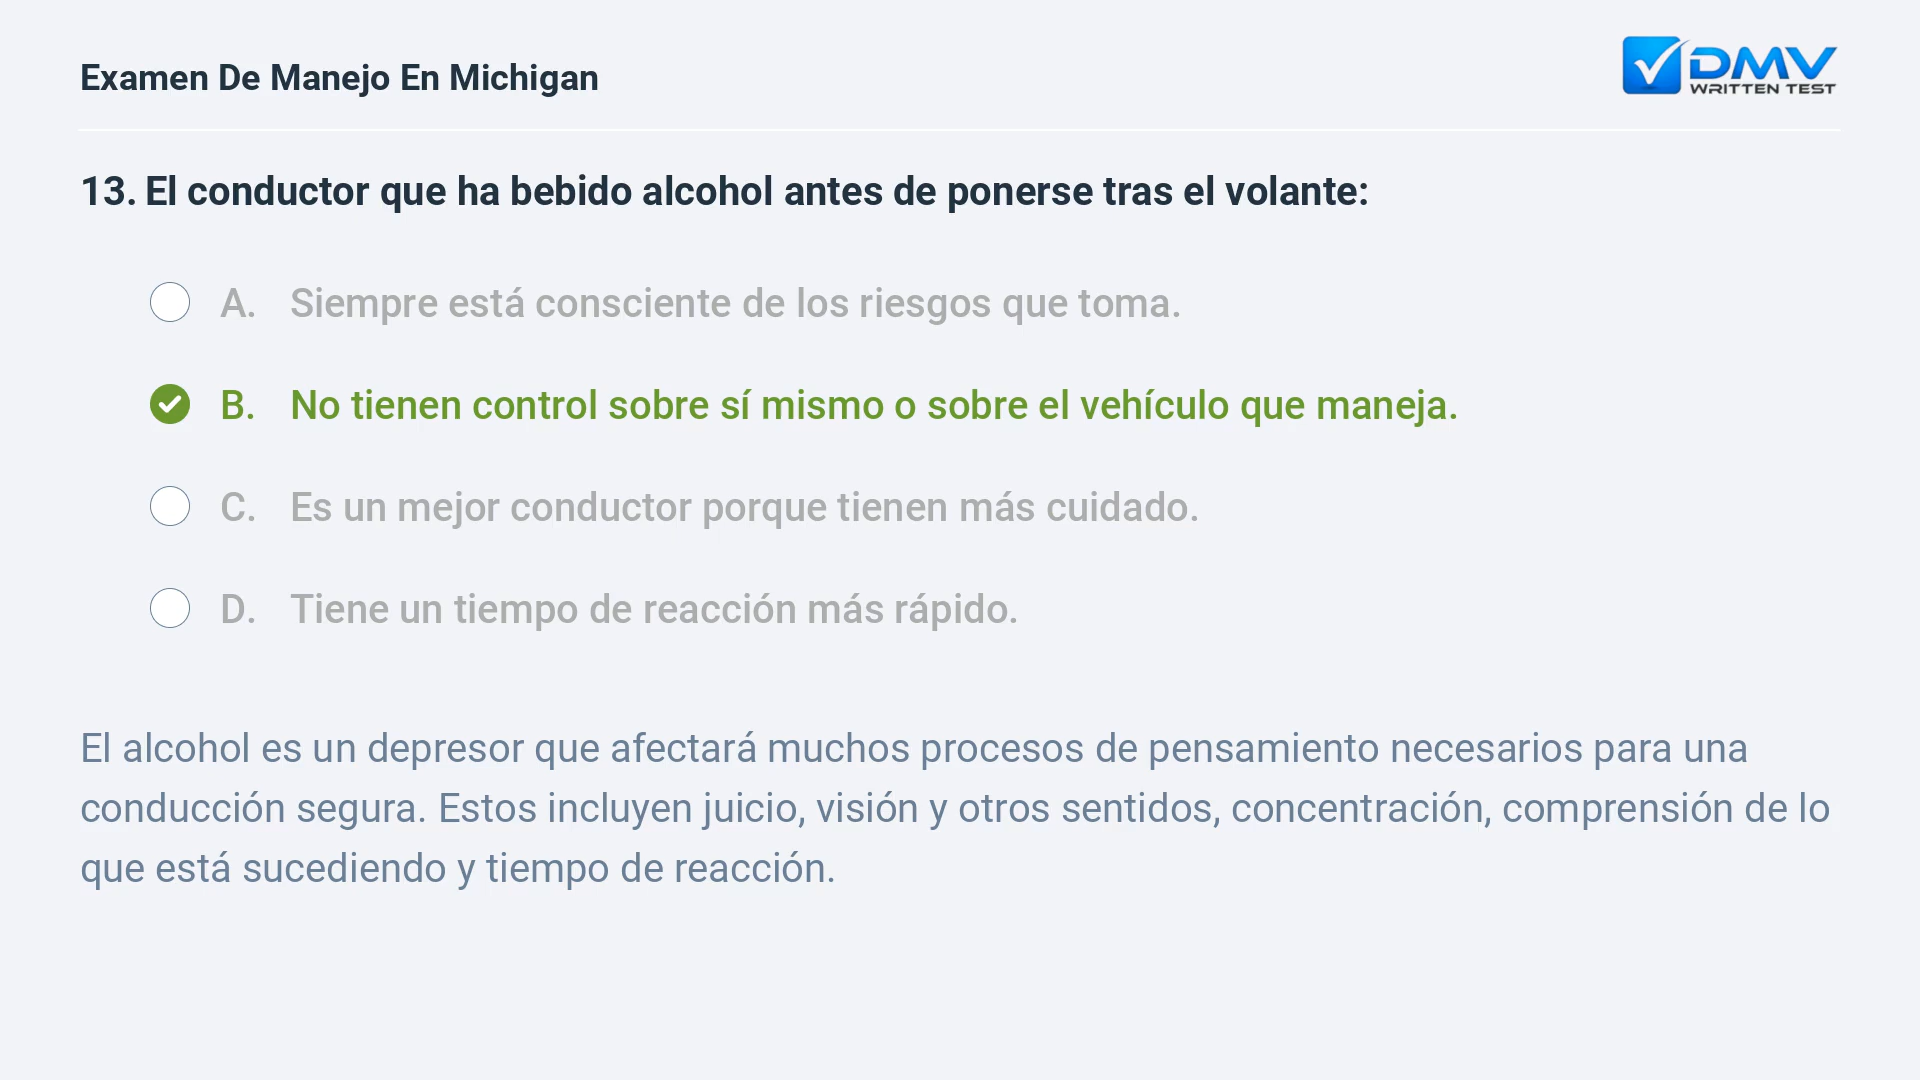 Examen De Manejo En Michigan
DMV
WRITTEN TEST
13. El conductor que ha bebido alcohol antes de ponerse tras el volante:
A. Siempre está consciente de los riesgos que toma.
B. No tienen control sobre sí mismo o sobre el vehículo que maneja.
C. Es un mejor conductor porque tienen más cuidado.
D. Tiene un tiempo de reacción más rápido.
El alcohol es un depresor que afectará muchos procesos de pensamiento necesarios para una
conducción segura. Estos incluyen juicio, visión y otros sentidos, concentración, comprensión de lo
que está sucediendo y tiempo de reacción.